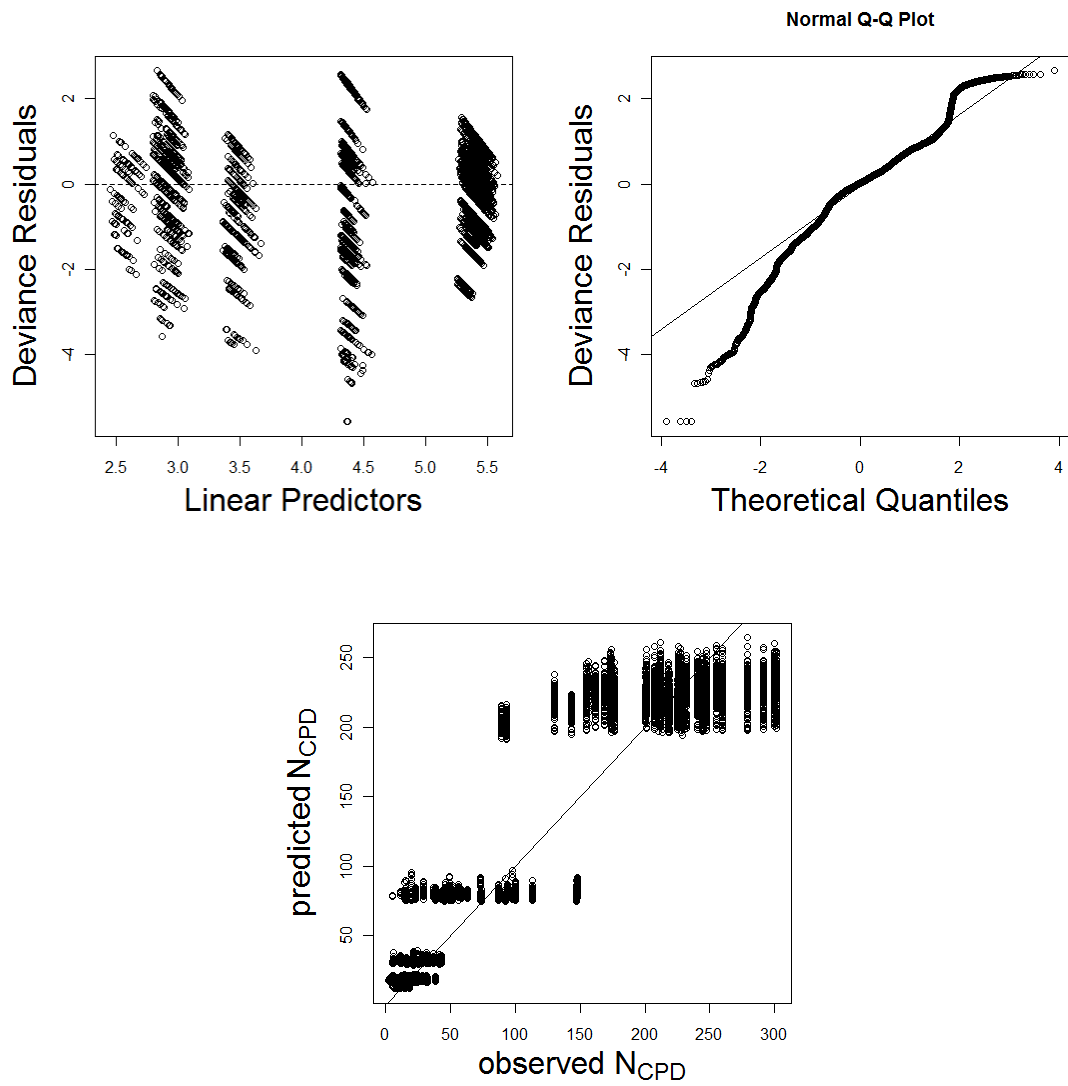 Deviance Residuals
2
0
-2
-4
2.5 3.0 3.5 4.0 4.5 5.0 5.5
Linear Predictors
Normal Q-Q Plot
Deviance Residuals
2
0
-2
-4
-4 -2 0 2 4
Theoretical Quantiles
predicted NCPD
250
200
150
100
50
0 50 100 150 200 250 300
observed NCPD